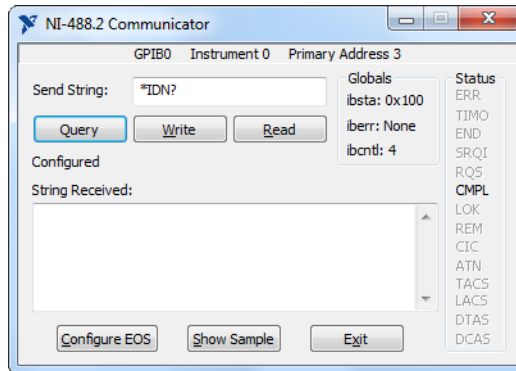 NI-488.2 Communicator
GPIB0 Instrument 0 Primary Address 3
Send String:
*IDN?
Query
Write
Read
Configured
String Received:
Configure EOS
Show Sample
Exit
Globals
ibsta: 0x100
iberr: None
ibcntl: 4
Status
ERR
TIMO
END
SRQI
RQS
CMPL
LOK
REM
CIC
ATN
TACS
LACS
DTAS
DCAS